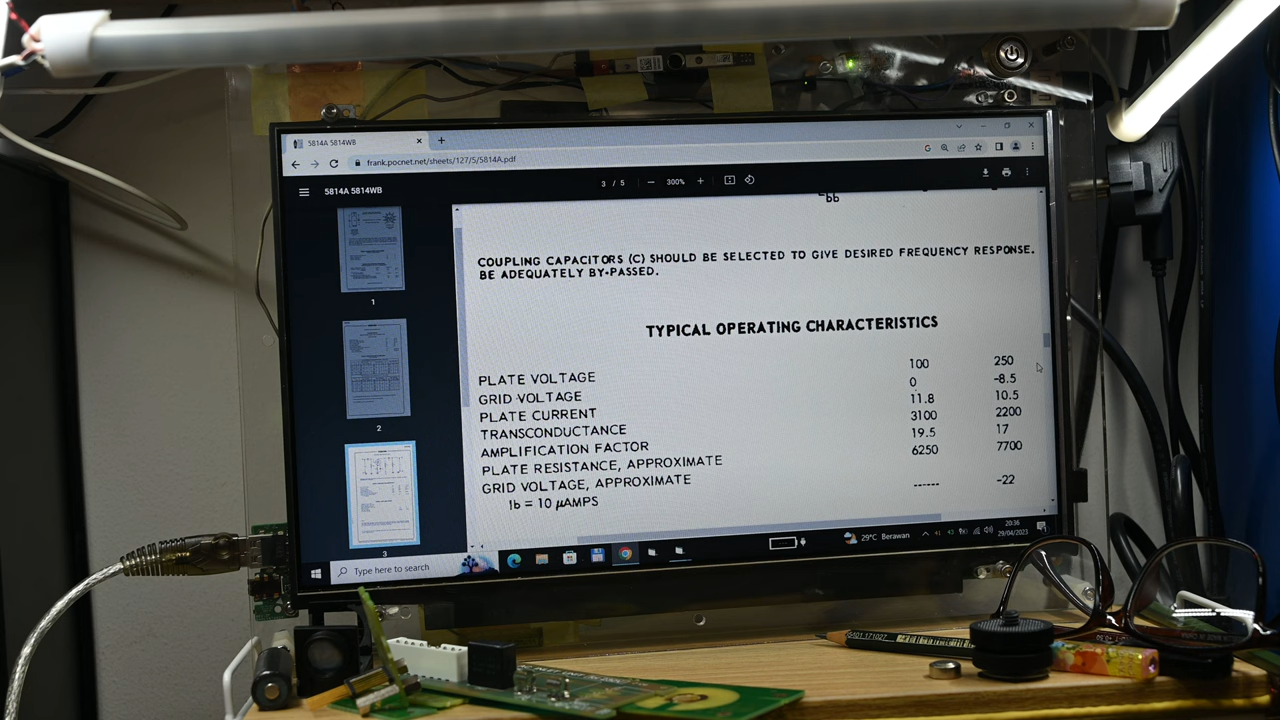 5814A 5814WB
frank.pocnet.net/sheets/127/5/5814A.pdf
5814A 5814WB
3 / 5
300%
COUPLING CAPACITORS (C) SHOULD BE SELECTED TO GIVE DESIRED FREQUENCY RESPONSE.
BE ADEQUATELY BY-PASSED.
TYPICAL OPERATING CHARACTERISTICS
PLATE VOLTAGE 100 250
GRID VOLTAGE 0 -8.5
PLATE CURRENT 11.8 10.5
TRANSCONDUCTANCE 3100 2200
AMPLIFICATION FACTOR 19.5 17
PLATE RESISTANCE, APPROXIMATE 6250 7700
GRID VOLTAGE, APPROXIMATE
Ib = 10 µAMPS ------ -22
1
2
3
Type here to search
29°C Berawan
20:36
29/04/2023